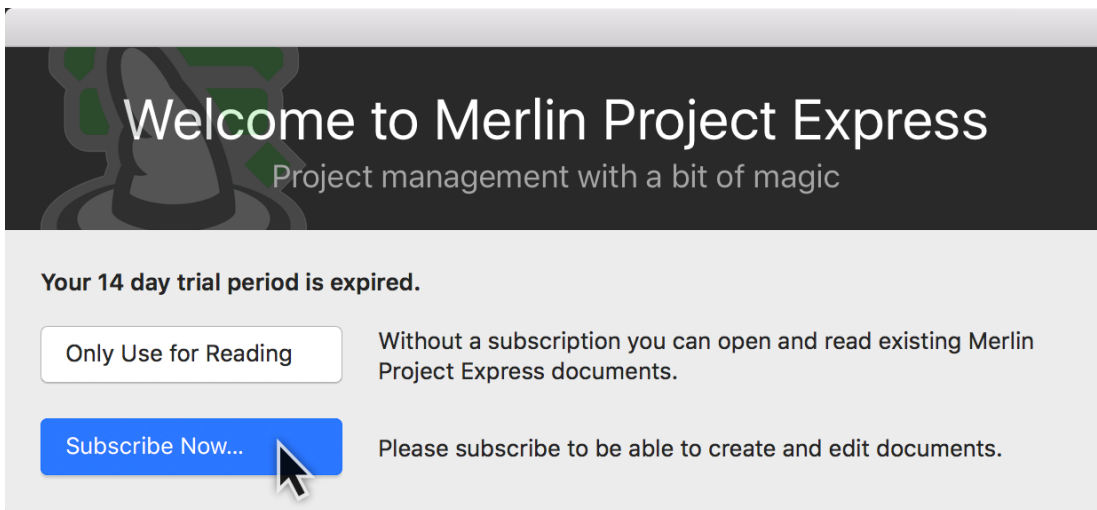 Welcome to Merlin Project Express
Project management with a bit of magic
Your 14 day trial period is expired.
Only Use for Reading
Without a subscription you can open and read existing Merlin
Project Express documents.
Subscribe Now...
Please subscribe to be able to create and edit documents.